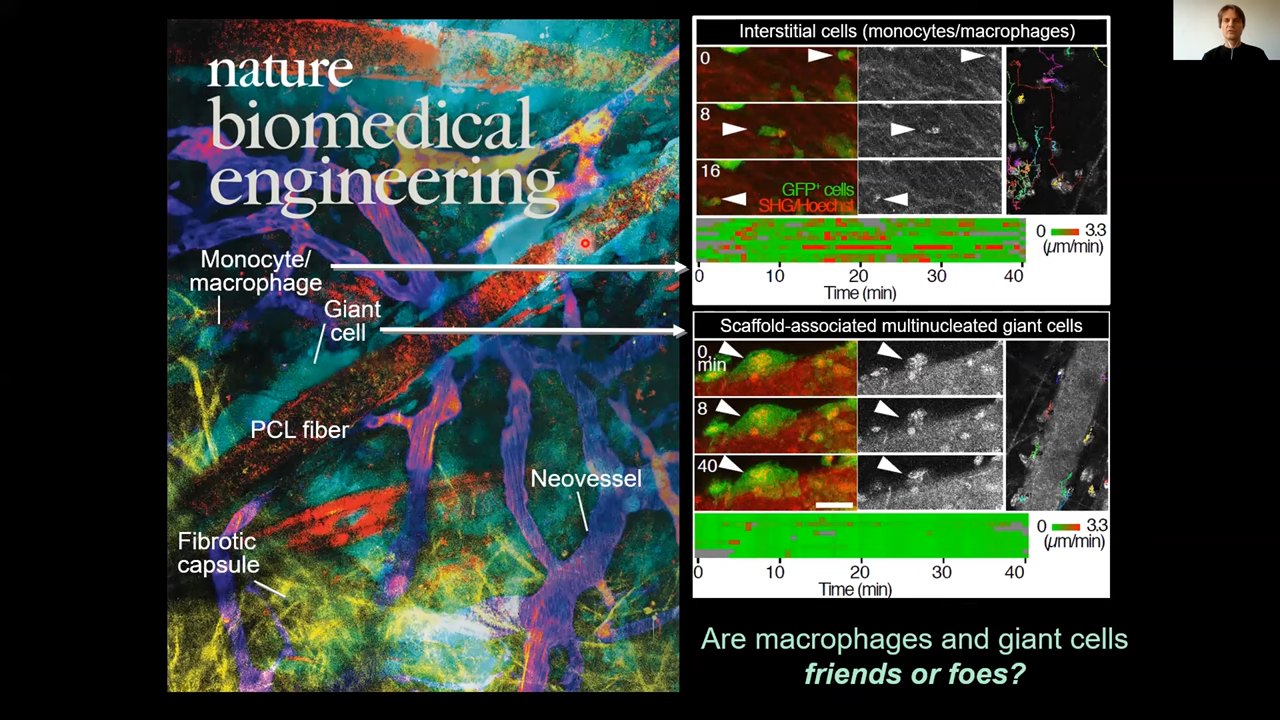 nature
biomedical
engineering
Monocyte/
macrophage
Giant
cell
PCL fiber
Neovessel
Fibrotic
capsule
Interstitial cells (monocytes/macrophages)
0
8
16
GFP⁺ cells
SHG/Hoechst
0 3.3
(μm/min)
0 10 20 30 40
Time (min)
Scaffold-associated multinucleated giant cells
0,
min
8
40
0 3.3
(μm/min)
0 10 20 30 40
Time (min)
Are macrophages and giant cells
friends or foes?